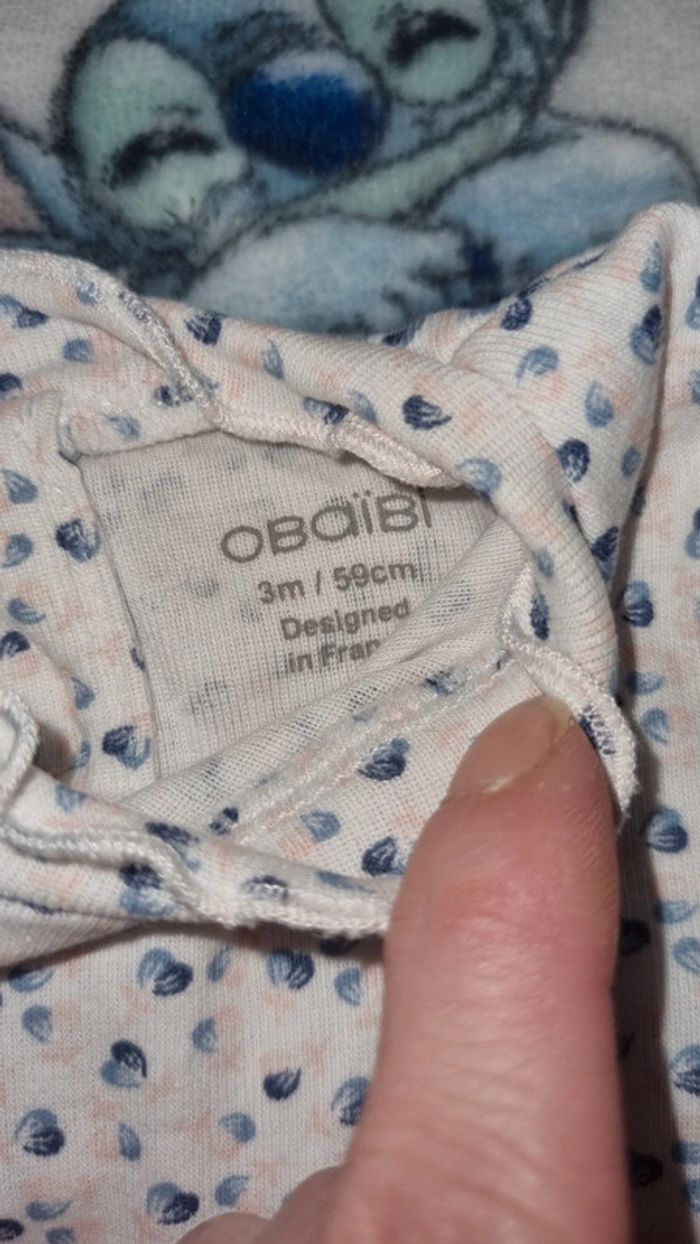 OBAÏBI
3m / 59cm
Designed
in Fran